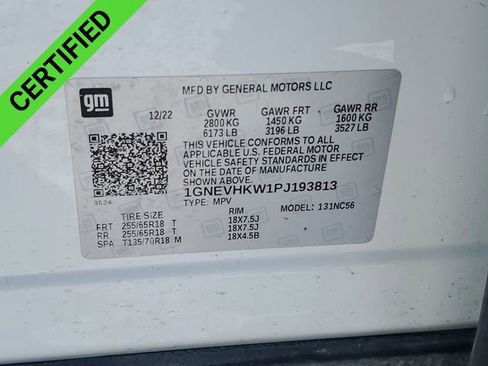 CERTIFIED
gm
MFD BY GENERAL MOTORS LLC
12/22 GVWR GAWR FRT GAWR RR
2800 KG 1450 KG 1600 KG
6173 LB 3196 LB 3527 LB
THIS VEHICLE CONFORMS TO ALL
APPLICABLE U.S. FEDERAL MOTOR
VEHICLE SAFETY STANDARDS IN EFFECT
ON THE DATE OF MANUFACTURE
SHOWN ABOVE.
1GNEVHKW1PJ193813
8624
TYPE: MPV MODEL: 131NC56
TIRE SIZE RIM
FRT 255/65R18 T 18X7.5J
RR 255/65R18 T 18X7.5J
SPA T135/70R18 M 18X4.5B